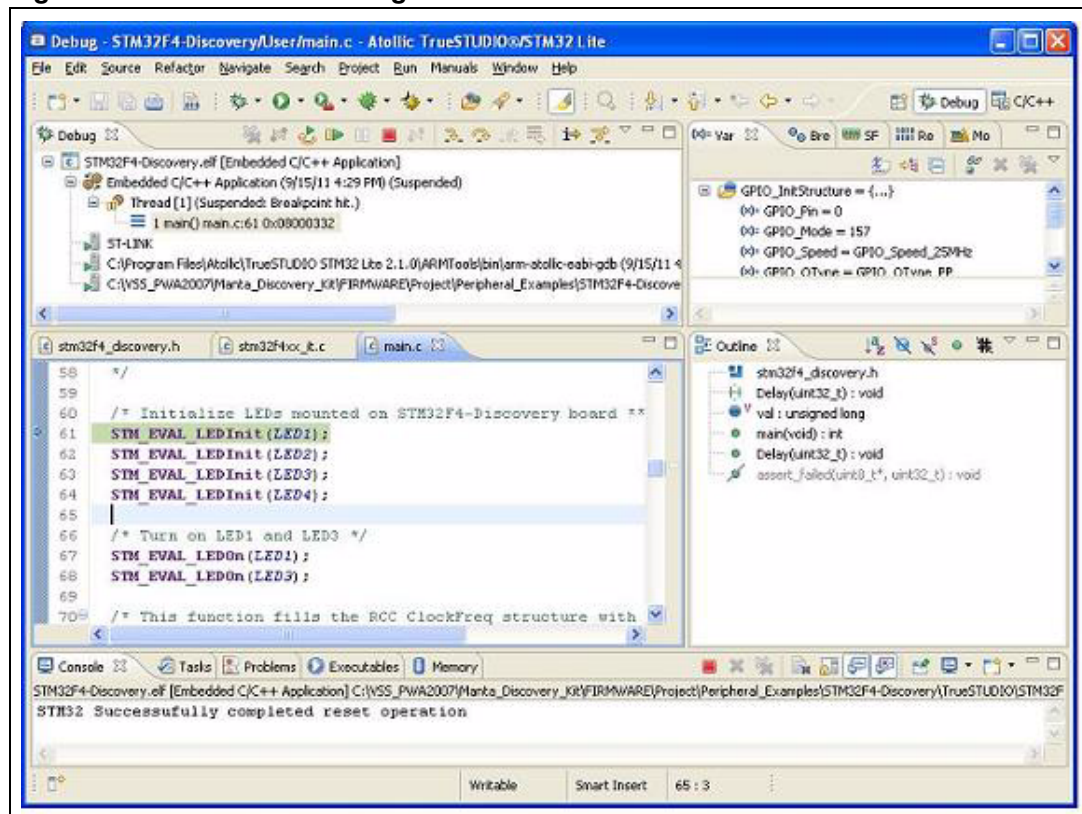 Debug - STM32F4-Discovery/User/main.c - Atollic TrueSTUDIO®/STM32 Lite
File Edit Source Refactor Navigate Search Project Run Manuals Window Help
Debug C/C++
Debug
STM32F4-Discovery.elf [Embedded C/C++ Application]
Embedded C/C++ Application (9/15/11 4:29 PM) (Suspended)
Thread [1] (Suspended: Breakpoint hit.)
1 main() main.c:61 0x08000332
ST-LINK
C:\Program Files\Atollic\TrueSTUDIO STM32 Lite 2.1.0\ARMTools\bin\arm-atollic-eabi-gdb (9/15/11 4
C:\VSS_PWA2007\Manta_Discovery_Kit\FIRMWARE\Project\Peripheral_Examples\STM32F4-Discove
(x)= Var Bre SF Re Mo
GPIO_InitStructure = {...}
(x)= GPIO_Pin = 0
(x)= GPIO_Mode = 157
(x)= GPIO_Speed = GPIO_Speed_25MHz
(x)= GPIO_OType = GPIO_OType_PP
stm32f4_discovery.h stm32f4xx_it.c main.c
58 */
59
60 /* Initialize LEDs mounted on STM32F4-Discovery board **
61 STM_EVAL_LEDInit(LED1);
62 STM_EVAL_LEDInit(LED2);
63 STM_EVAL_LEDInit(LED3);
64 STM_EVAL_LEDInit(LED4);
65
66 /* Turn on LED1 and LED3 */
67 STM_EVAL_LEDOn(LED1);
68 STM_EVAL_LEDOn(LED3);
69
70 /* This function fills the RCC ClockFreq structure with
Outline
stm32f4_discovery.h
Delay(uint32_t) : void
val : unsigned long
main(void) : int
Delay(uint32_t) : void
assert_failed(uint8_t*, uint32_t) : void
Console Tasks Problems Executables Memory
STM32F4-Discovery.elf [Embedded C/C++ Application] C:\VSS_PWA2007\Manta_Discovery_Kit\FIRMWARE\Project\Peripheral_Examples\STM32F4-Discovery\TrueSTUDIO\STM32F
STM32 Successufully completed reset operation
Writable Smart Insert 65 : 3